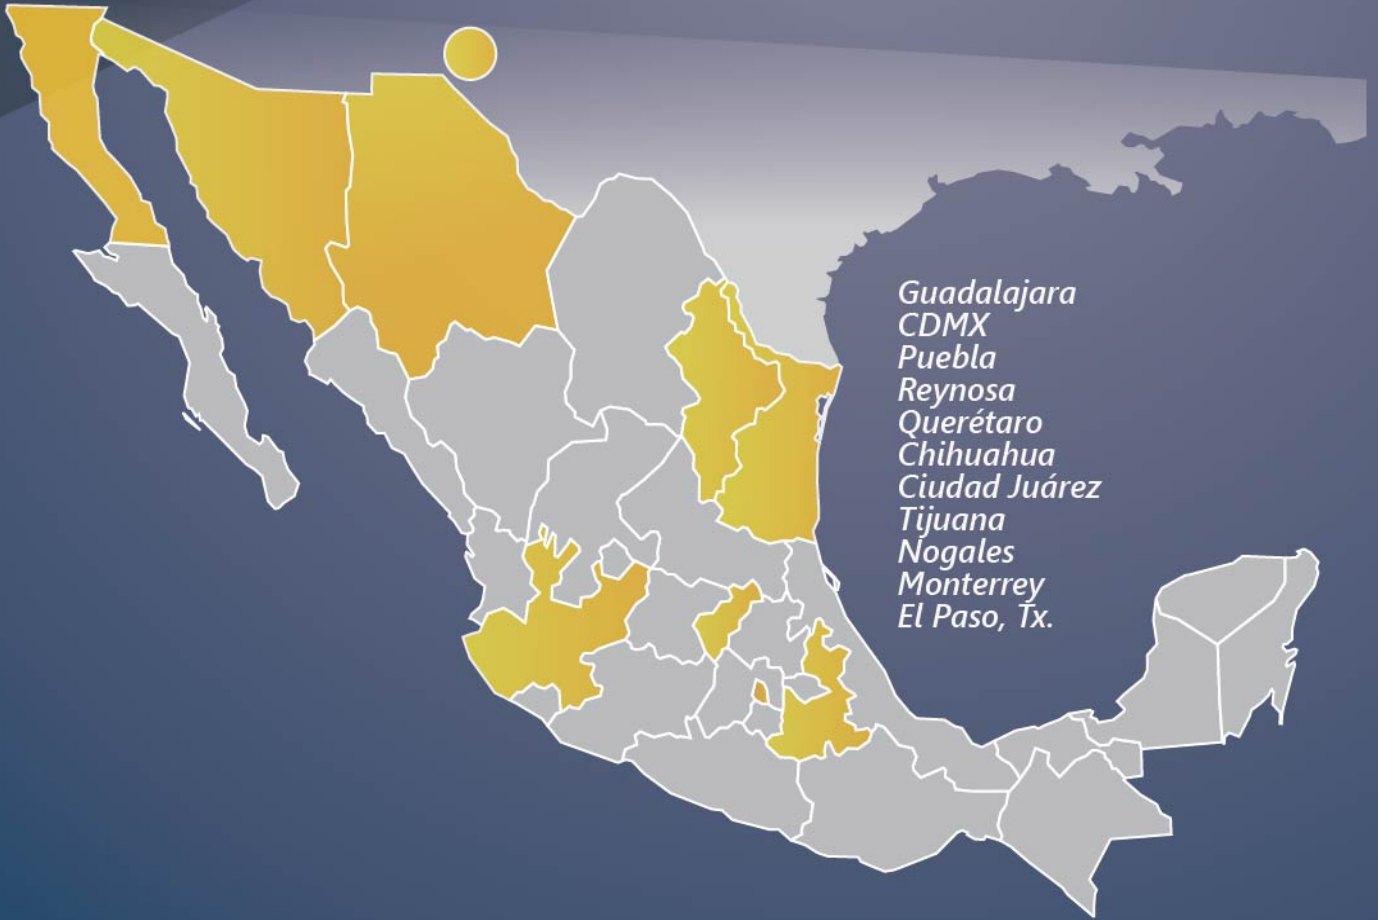 Guadalajara
CDMX
Puebla
Reynosa
Querétaro
Chihuahua
Ciudad Juárez
Tijuana
Nogales
Monterrey
El Paso, Tx.